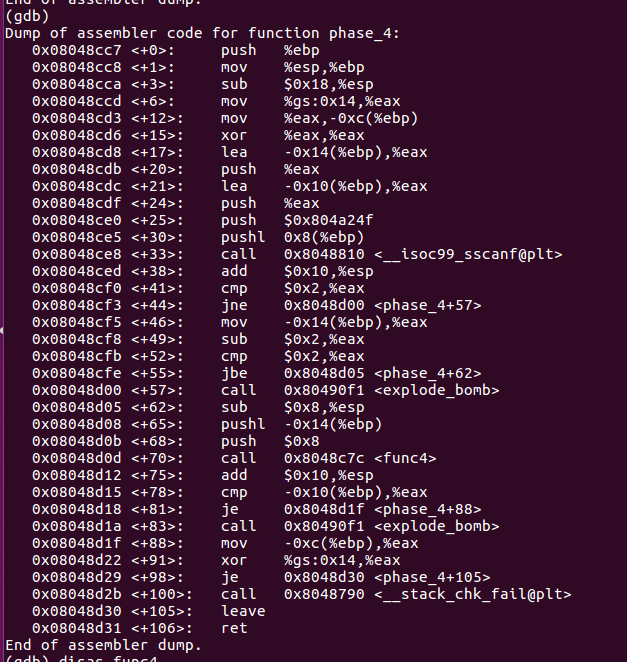 End of assembler dump.
(gdb)
Dump of assembler code for function phase_4:
0x08048cc7 <+0>: push %ebp
0x08048cc8 <+1>: mov %esp,%ebp
0x08048cca <+3>: sub $0x18,%esp
0x08048ccd <+6>: mov %gs:0x14,%eax
0x08048cd3 <+12>: mov %eax,-0xc(%ebp)
0x08048cd6 <+15>: xor %eax,%eax
0x08048cd8 <+17>: lea -0x14(%ebp),%eax
0x08048cdb <+20>: push %eax
0x08048cdc <+21>: lea -0x10(%ebp),%eax
0x08048cdf <+24>: push %eax
0x08048ce0 <+25>: push $0x804a24f
0x08048ce5 <+30>: pushl 0x8(%ebp)
0x08048ce8 <+33>: call 0x8048810 <__isoc99_sscanf@plt>
0x08048ced <+38>: add $0x10,%esp
0x08048cf0 <+41>: cmp $0x2,%eax
0x08048cf3 <+44>: jne 0x8048d00 <phase_4+57>
0x08048cf5 <+46>: mov -0x14(%ebp),%eax
0x08048cf8 <+49>: sub $0x2,%eax
0x08048cfb <+52>: cmp $0x2,%eax
0x08048cfe <+55>: jbe 0x8048d05 <phase_4+62>
0x08048d00 <+57>: call 0x80490f1 <explode_bomb>
0x08048d05 <+62>: sub $0x8,%esp
0x08048d08 <+65>: pushl -0x14(%ebp)
0x08048d0b <+68>: push $0x8
0x08048d0d <+70>: call 0x8048c7c <func4>
0x08048d12 <+75>: add $0x10,%esp
0x08048d15 <+78>: cmp -0x10(%ebp),%eax
0x08048d18 <+81>: je 0x8048d1f <phase_4+88>
0x08048d1a <+83>: call 0x80490f1 <explode_bomb>
0x08048d1f <+88>: mov -0xc(%ebp),%eax
0x08048d22 <+91>: xor %gs:0x14,%eax
0x08048d29 <+98>: je 0x8048d30 <phase_4+105>
0x08048d2b <+100>: call 0x8048790 <__stack_chk_fail@plt>
0x08048d30 <+105>: leave
0x08048d31 <+106>: ret
End of assembler dump.
(gdb) disas func4